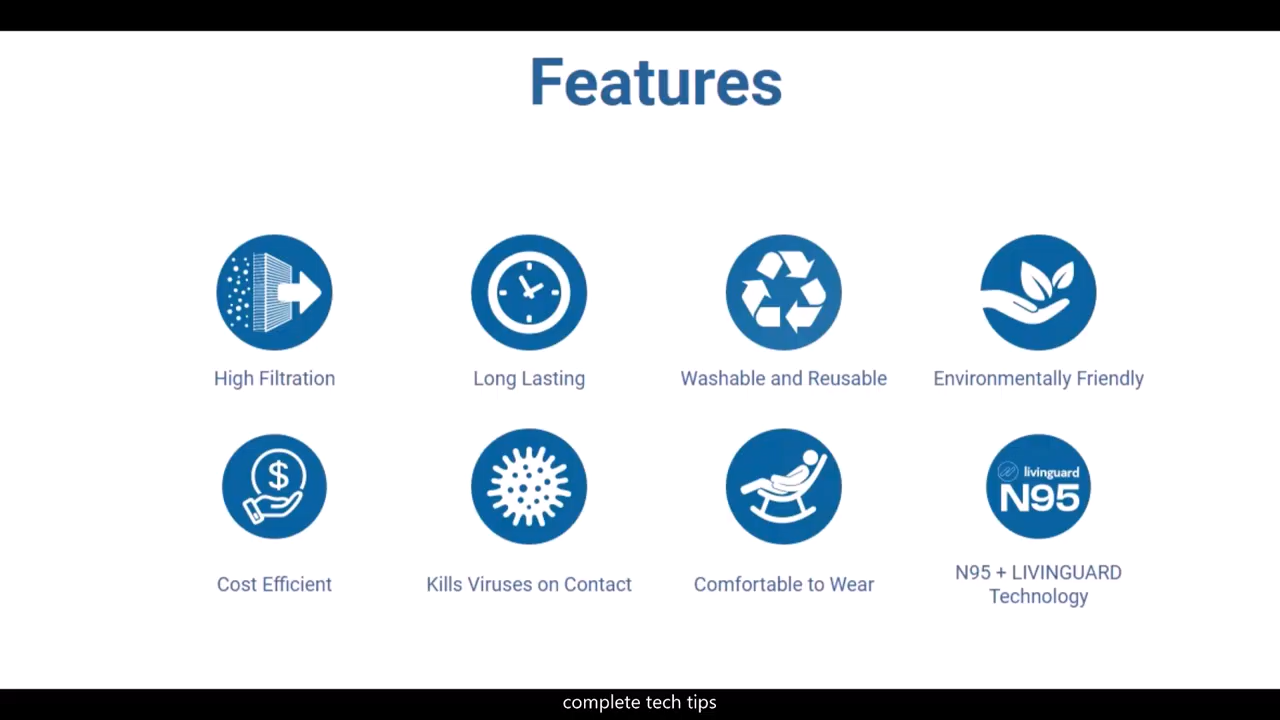 Features
High Filtration
Long Lasting
Washable and Reusable
Environmentally Friendly
$
livinguard
N95
Cost Efficient
Kills Viruses on Contact
Comfortable to Wear
N95 + LIVINGUARD
Technology
complete tech tips